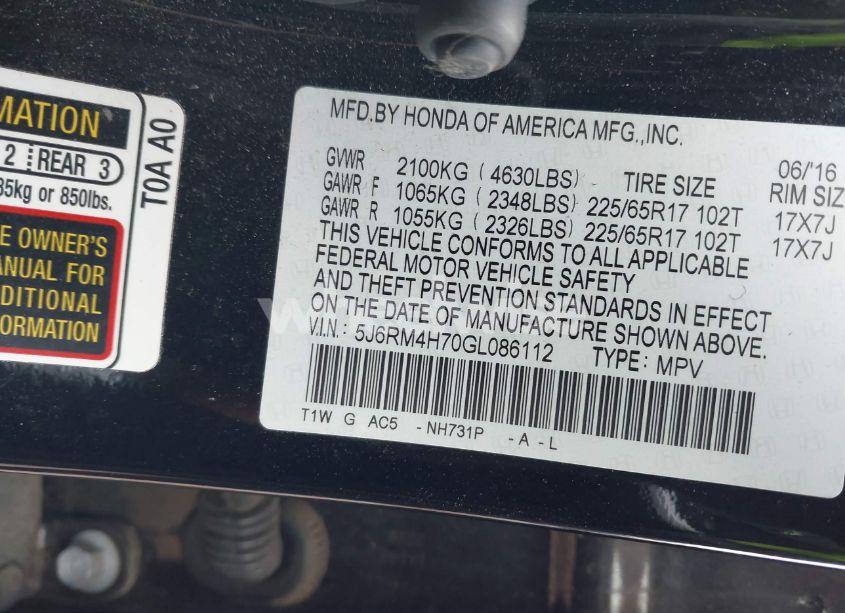 MATION
2 REAR 3
35kg or 850lbs.
E OWNER'S
ANUAL FOR
DITIONAL
FORMATION
T0A A0
MFD.BY HONDA OF AMERICA MFG.,INC.
06/'16
GVWR 2100KG ( 4630LBS) TIRE SIZE RIM SIZ
GAWR F 1065KG ( 2348LBS) 225/65R17 102T 17X7J
GAWR R 1055KG ( 2326LBS) 225/65R17 102T 17X7J
THIS VEHICLE CONFORMS TO ALL APPLICABLE
FEDERAL MOTOR VEHICLE SAFETY
AND THEFT PREVENTION STANDARDS IN EFFECT
ON THE DATE OF MANUFACTURE SHOWN ABOVE.
V.I.N.: 5J6RM4H70GL086112 TYPE: MPV
T1W G AC5 -NH731P -A-L